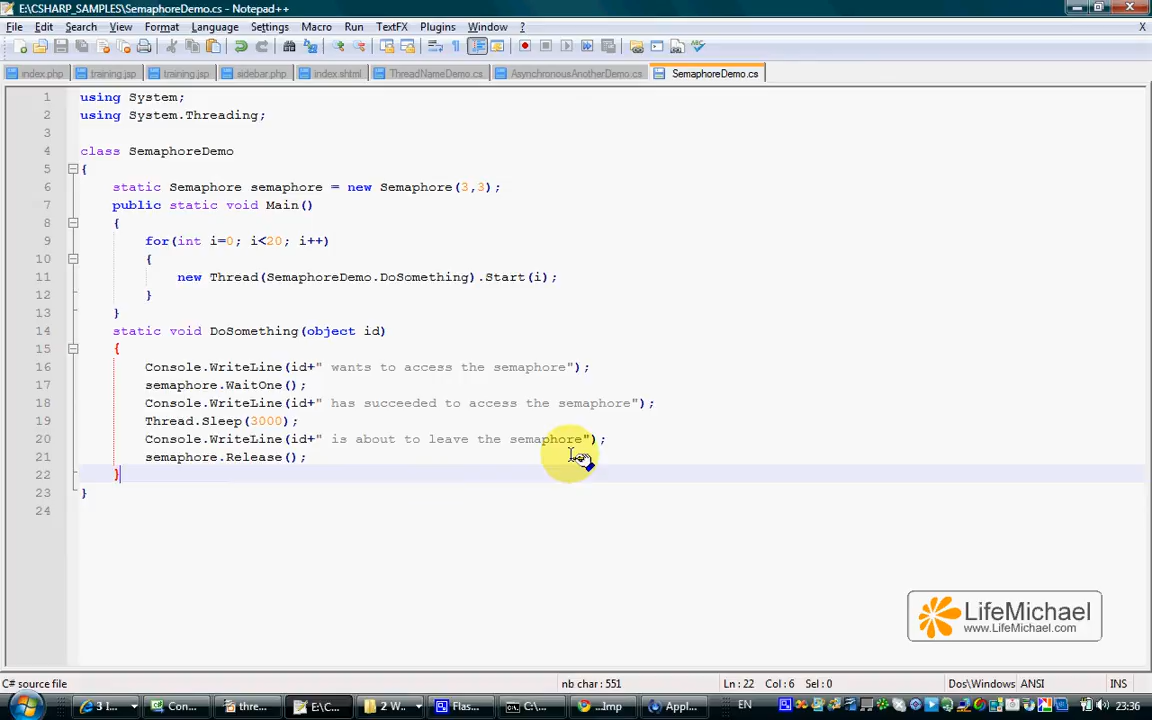 E:\CSHARP_SAMPLES\SemaphoreDemo.cs - Notepad++
File Edit Search View Format Language Settings Macro Run TextFX Plugins Window ? X
index.php training.jsp training.jsp sidebar.php index.shtml ThreadNameDemo.cs AsynchronousAnotherDemo.cs SemaphoreDemo.cs
1 using System;
2 using System.Threading;
3
4 class SemaphoreDemo
5 {
6 static Semaphore semaphore = new Semaphore(3,3);
7 public static void Main()
8 {
9 for(int i=0; i<20; i++)
10 {
11 new Thread(SemaphoreDemo.DoSomething).Start(i);
12 }
13 }
14 static void DoSomething(object id)
15 {
16 Console.WriteLine(id+" wants to access the semaphore");
17 semaphore.WaitOne();
18 Console.WriteLine(id+" has succeeded to access the semaphore");
19 Thread.Sleep(3000);
20 Console.WriteLine(id+" is about to leave the semaphore");
21 semaphore.Release();
22 }
23 }
24
LifeMichael
www.LifeMichael.com
C# source file nb char : 551 Ln : 22 Col : 6 Sel : 0 Dos\Windows ANSI INS
3 I... Con... thre... E:\C... 2 W... Flas... C:\... ...Imp Appl... EN 23:36